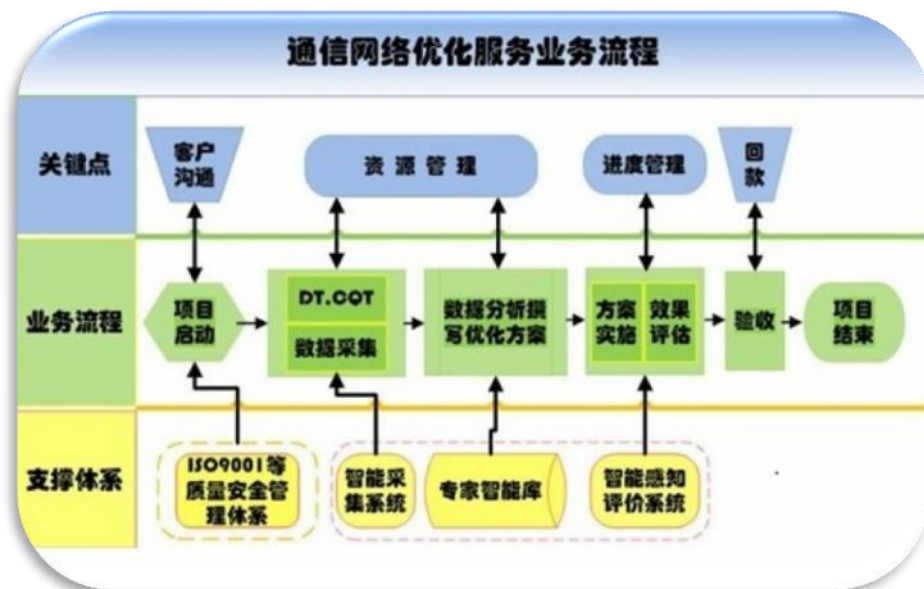 通信网络优化服务业务流程
关键点
客户
沟通
资源管理
进度管理
回
款
业务流程
项目
启动
DT.CQT
数据采集
数据分析撰
写优化方案
方案
实施
效果
评估
验收
项目
结束
支撑体系
ISO9001等
质量安全管
理体系
智能采
集系统
专家智能库
智能感知
评价系统